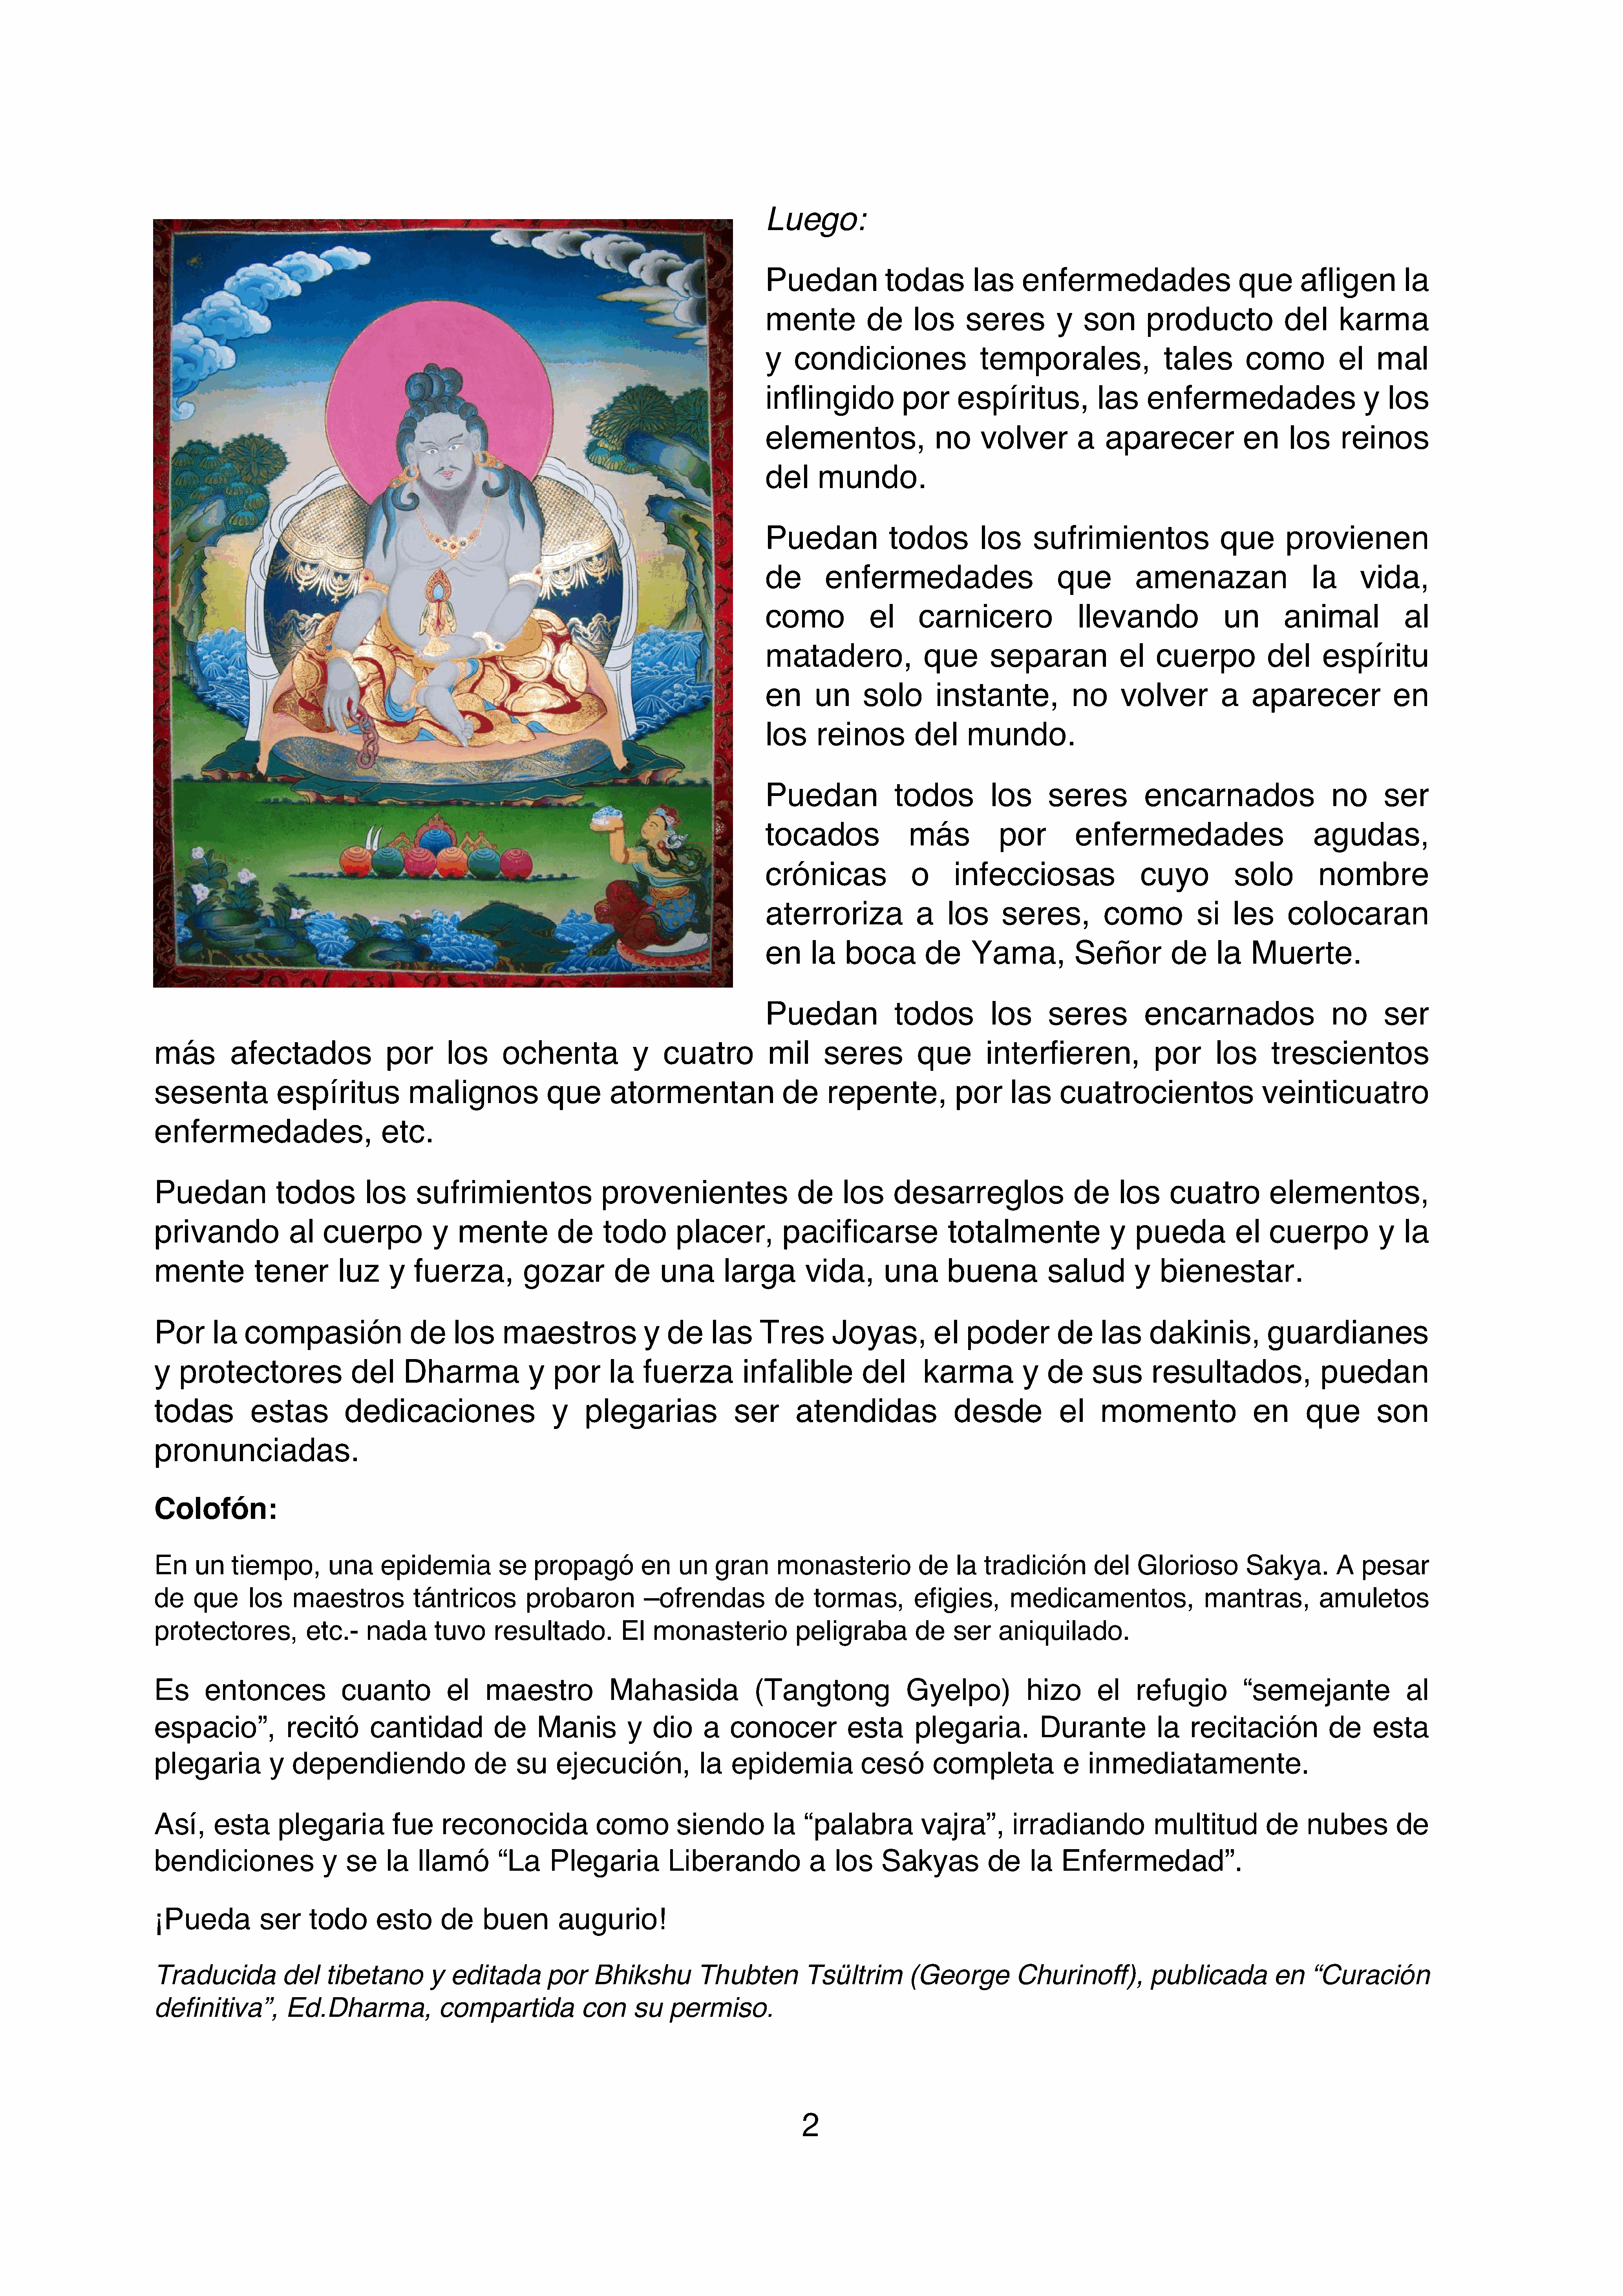 Luego:
Puedan todas las enfermedades que afligen la
mente de los seres y son producto del karma
y condiciones temporales, tales como el mal
inflingido por espíritus, las enfermedades y los
elementos, no volver a aparecer en los reinos
del mundo.
Puedan todos los sufrimientos que provienen
de enfermedades que amenazan la vida,
como el carnicero llevando un animal al
matadero, que separan el cuerpo del espíritu
en un solo instante, no volver a aparecer en
los reinos del mundo.
Puedan todos los seres encarnados no ser
tocados más por enfermedades agudas,
crónicas o infecciosas cuyo solo nombre
aterroriza a los seres, como si les colocaran
en la boca de Yama, Señor de la Muerte.
Puedan todos los seres encarnados no ser
más afectados por los ochenta y cuatro mil seres que interfieren, por los trescientos
sesenta espíritus malignos que atormentan de repente, por las cuatrocientos veinticuatro
enfermedades, etc.
Puedan todos los sufrimientos provenientes de los desarreglos de los cuatro elementos,
privando al cuerpo y mente de todo placer, pacificarse totalmente y pueda el cuerpo y la
mente tener luz y fuerza, gozar de una larga vida, una buena salud y bienestar.
Por la compasión de los maestros y de las Tres Joyas, el poder de las dakinis, guardianes
y protectores del Dharma y por la fuerza infalible del karma y de sus resultados, puedan
todas estas dedicaciones y plegarias ser atendidas desde el momento en que son
pronunciadas.
Colofón:
En un tiempo, una epidemia se propagó en un gran monasterio de la tradición del Glorioso Sakya. A pesar
de que los maestros tántricos probaron –ofrendas de tormas, efigies, medicamentos, mantras, amuletos
protectores, etc.- nada tuvo resultado. El monasterio peligraba de ser aniquilado.
Es entonces cuanto el maestro Mahasida (Tangtong Gyelpo) hizo el refugio “semejante al
espacio”, recitó cantidad de Manis y dio a conocer esta plegaria. Durante la recitación de esta
plegaria y dependiendo de su ejecución, la epidemia cesó completa e inmediatamente.
Así, esta plegaria fue reconocida como siendo la “palabra vajra”, irradiando multitud de nubes de
bendiciones y se la llamó “La Plegaria Liberando a los Sakyas de la Enfermedad”.
¡Pueda ser todo esto de buen augurio!
Traducida del tibetano y editada por Bhikshu Thubten Tsültrim (George Churinoff), publicada en “Curación
definitiva”, Ed.Dharma, compartida con su permiso.
2